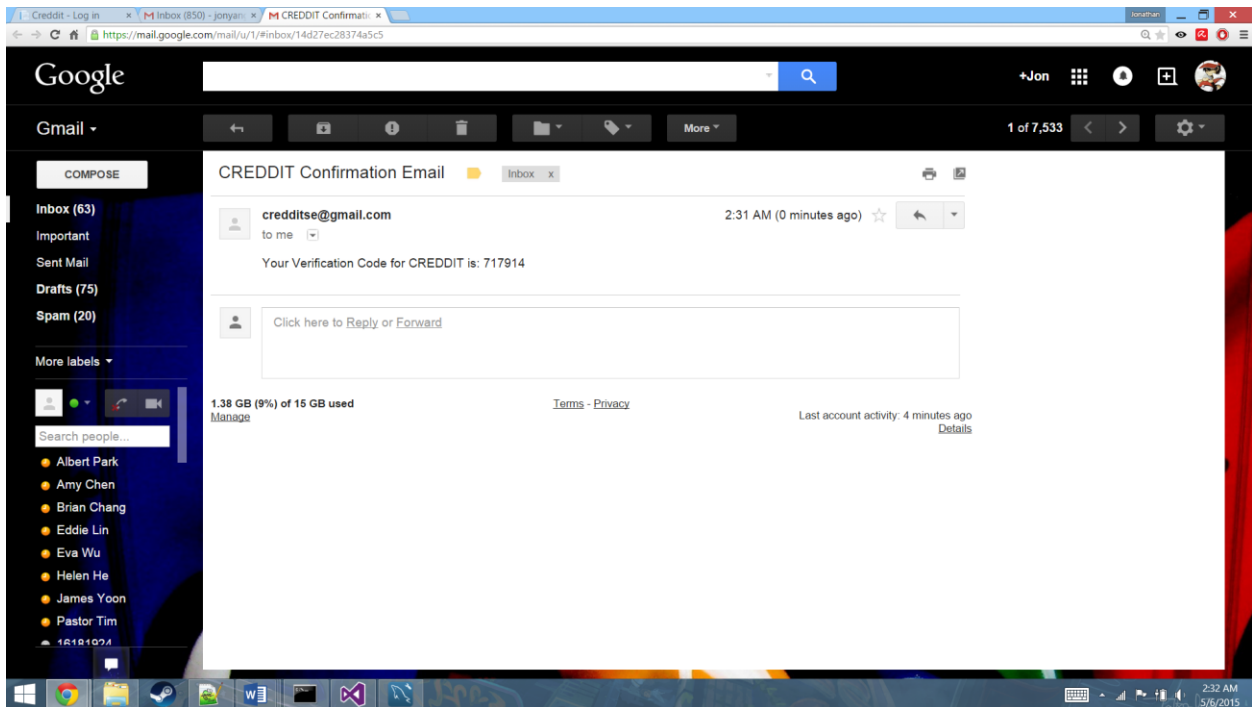 Creddit - Log in
Inbox (850) - jonyang
CREDDIT Confirmatic
Jonathan
https://mail.google.com/mail/u/1/#inbox/14d27ec28374a5c5
Google
+Jon
Gmail
More
1 of 7,533
COMPOSE
CREDDIT Confirmation Email
Inbox x
Inbox (63)
credditse@gmail.com
2:31 AM (0 minutes ago)
Important
to me
Sent Mail
Your Verification Code for CREDDIT is: 717914
Drafts (75)
Spam (20)
Click here to Reply or Forward
More labels
1.38 GB (9%) of 15 GB used
Terms - Privacy
Manage
Last account activity: 4 minutes ago
Details
Search people...
Albert Park
Amy Chen
Brian Chang
Eddie Lin
Eva Wu
Helen He
James Yoon
Pastor Tim
16181924
2:32 AM
5/6/2015